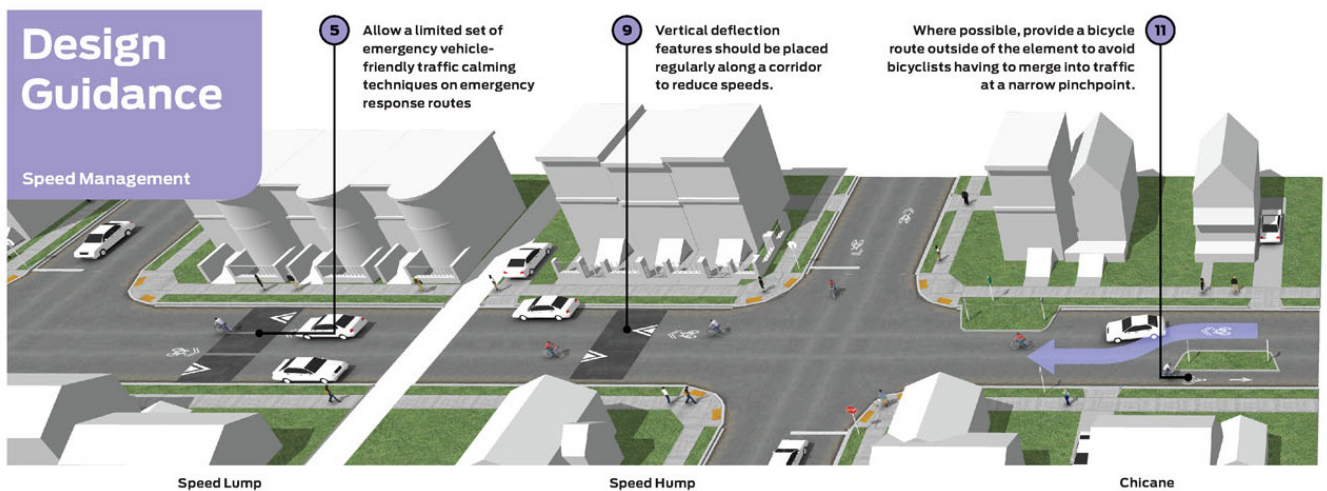 Design
Guidance
Speed Management
5
Allow a limited set of
emergency vehicle-
friendly traffic calming
techniques on emergency
response routes
9
Vertical deflection
features should be placed
regularly along a corridor
to reduce speeds.
11
Where possible, provide a bicycle
route outside of the element to avoid
bicyclists having to merge into traffic
at a narrow pinchpoint.
Speed Lump
Speed Hump
Chicane